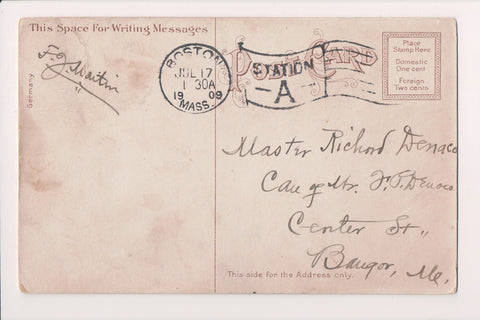 This Space For Writing Messages
F. J. Martin
Germany
BOSTON
JUL 17
1 30A
19 09
MASS.
POST CARD
STATION
A
Place
Stamp Here
Domestic
One cent
Foreign
Two cents
Master Richard Denaco
Care of Mr. F. P. Denaco
Center St.,
Bangor, Me.
This side for the Address only.